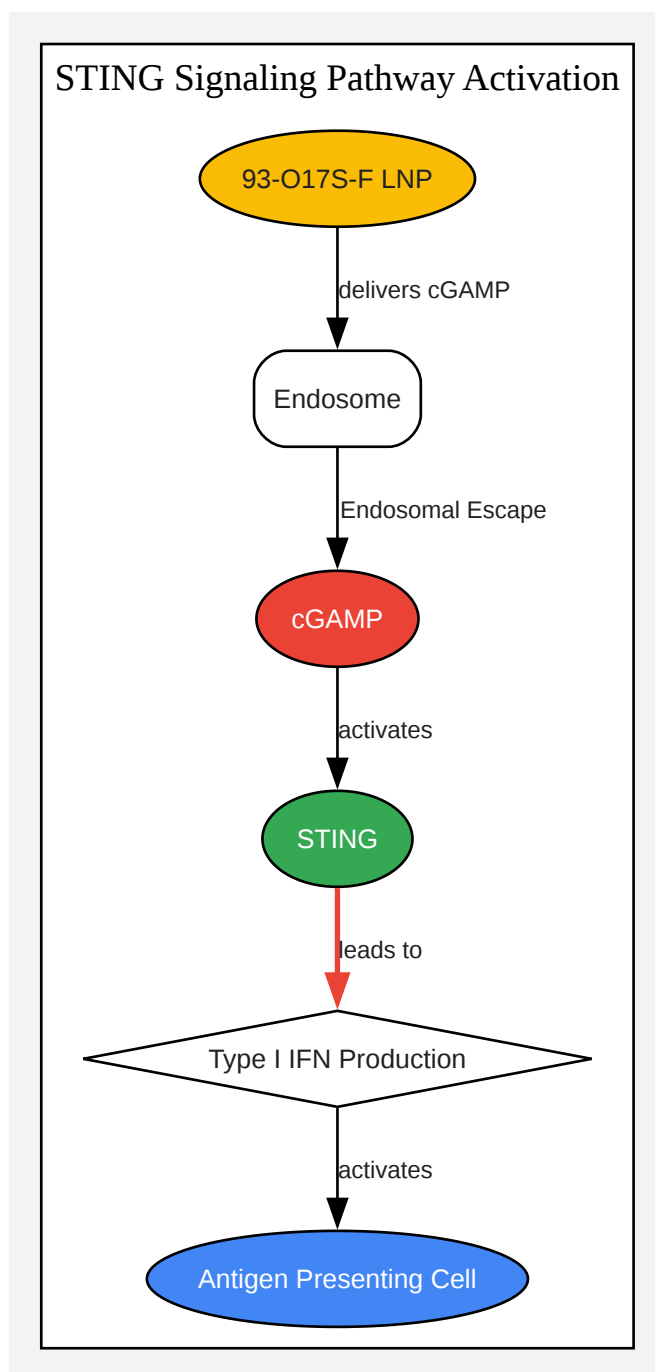 STING Signaling Pathway Activation
93-O17S-F LNP
delivers cGAMP
Endosome
Endosomal Escape
cGAMP
activates
STING
leads to
Type I IFN Production
activates
Antigen Presenting Cell